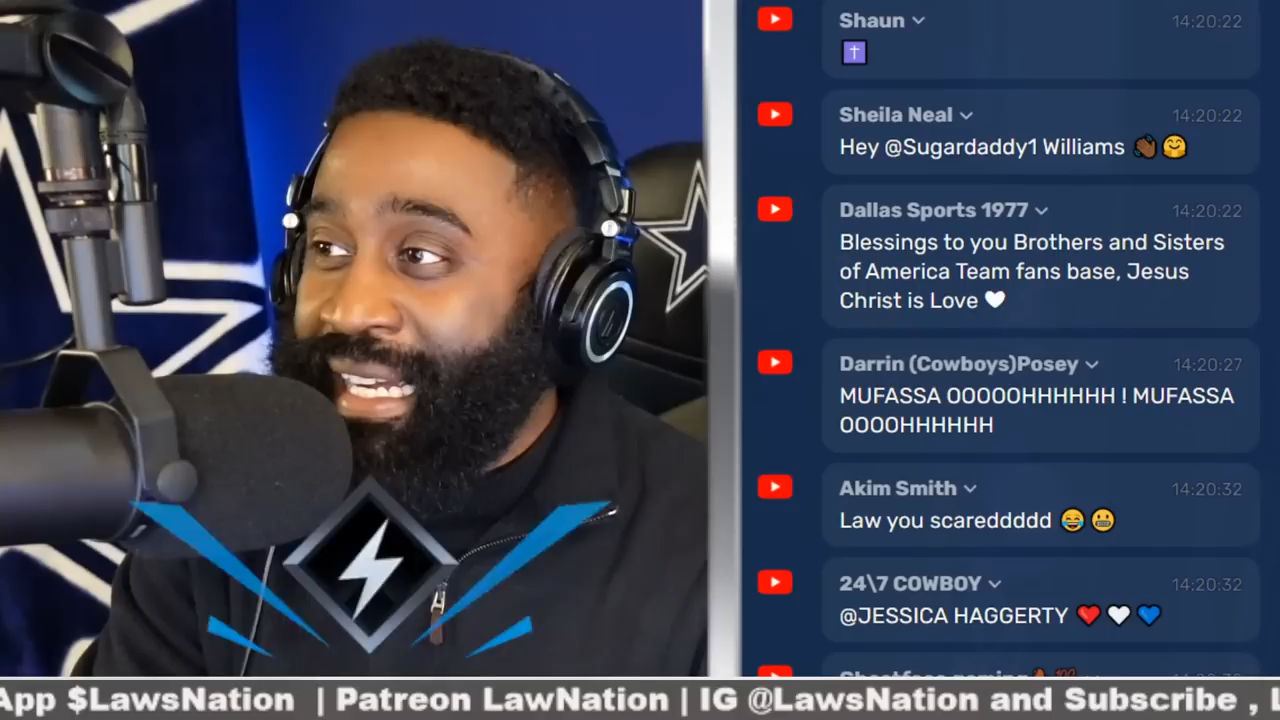 Shaun
14:20:22
Sheila Neal
14:20:22
Hey @Sugardaddy1 Williams 👋🏾🤗
Dallas Sports 1977
14:20:22
Blessings to you Brothers and Sisters
of America Team fans base, Jesus
Christ is Love 🤍
Darrin (Cowboys)Posey
14:20:27
MUFASSA OOOOOHHHHHH ! MUFASSA
OOOOHHHHHH
Akim Smith
14:20:32
Law you scareddddd 😂😬
24\7 COWBOY
14:20:32
@JESSICA HAGGERTY ❤️🤍💙
App $LawsNation | Patreon LawNation | IG @LawsNation and Subscribe ,